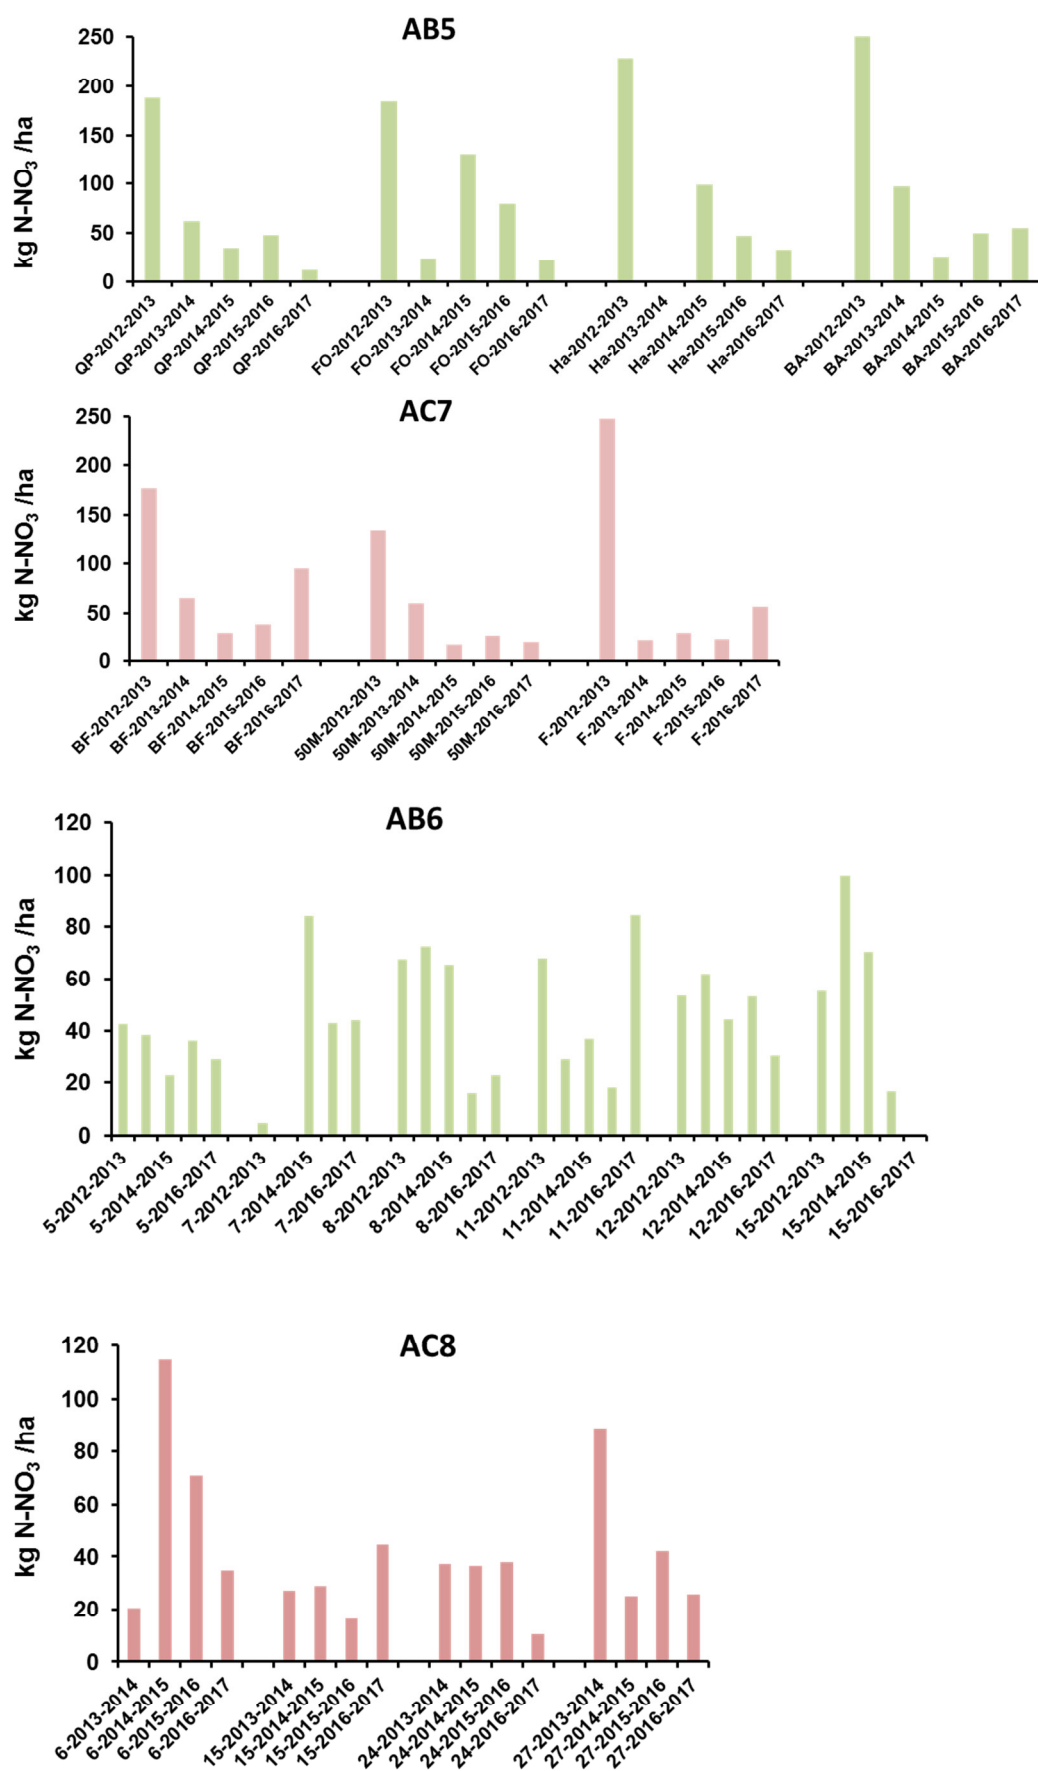 AB5
kg N-NO3 /ha
250
200
150
100
50
0
QP-2012-2013
QP-2013-2014
QP-2014-2015
QP-2015-2016
QP-2016-2017
FO-2012-2013
FO-2013-2014
FO-2014-2015
FO-2015-2016
FO-2016-2017
Ha-2012-2013
Ha-2013-2014
Ha-2014-2015
Ha-2015-2016
Ha-2016-2017
BA-2012-2013
BA-2013-2014
BA-2014-2015
BA-2015-2016
BA-2016-2017
AC7
kg N-NO3 /ha
250
200
150
100
50
0
BF-2012-2013
BF-2013-2014
BF-2014-2015
BF-2015-2016
BF-2016-2017
50M-2012-2013
50M-2013-2014
50M-2014-2015
50M-2015-2016
50M-2016-2017
F-2012-2013
F-2013-2014
F-2014-2015
F-2015-2016
F-2016-2017
AB6
kg N-NO3 /ha
120
100
80
60
40
20
0
5-2012-2013
5-2014-2015
5-2016-2017
7-2012-2013
7-2014-2015
7-2016-2017
8-2012-2013
8-2014-2015
8-2016-2017
11-2012-2013
11-2014-2015
11-2016-2017
12-2012-2013
12-2014-2015
12-2016-2017
15-2012-2013
15-2014-2015
15-2016-2017
AC8
kg N-NO3 /ha
120
100
80
60
40
20
0
6-2013-2014
6-2014-2015
6-2015-2016
6-2016-2017
15-2013-2014
15-2014-2015
15-2015-2016
15-2016-2017
24-2013-2014
24-2014-2015
24-2015-2016
24-2016-2017
27-2013-2014
27-2014-2015
27-2015-2016
27-2016-2017